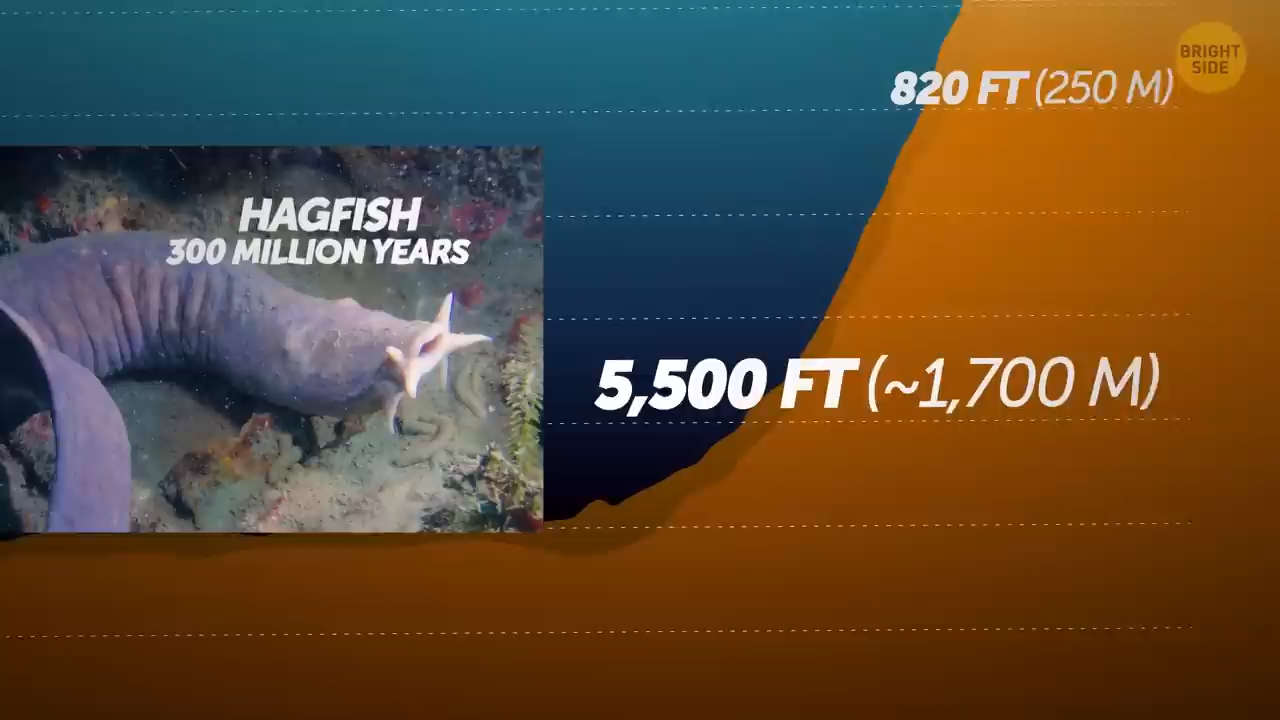 BRIGHT
SIDE
820 FT (250 M)
HAGFISH
300 MILLION YEARS
5,500 FT (~1,700 M)